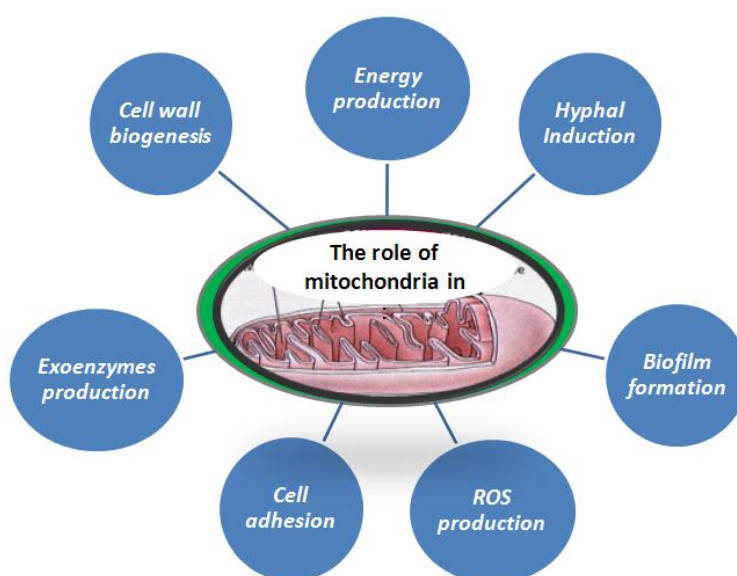 The role of
mitochondria in
:
Energy
production
Hyphal
Induction
Biofilm
formation
ROS
production
Cell
adhesion
Exoenzymes
production
Cell wall
biogenesis